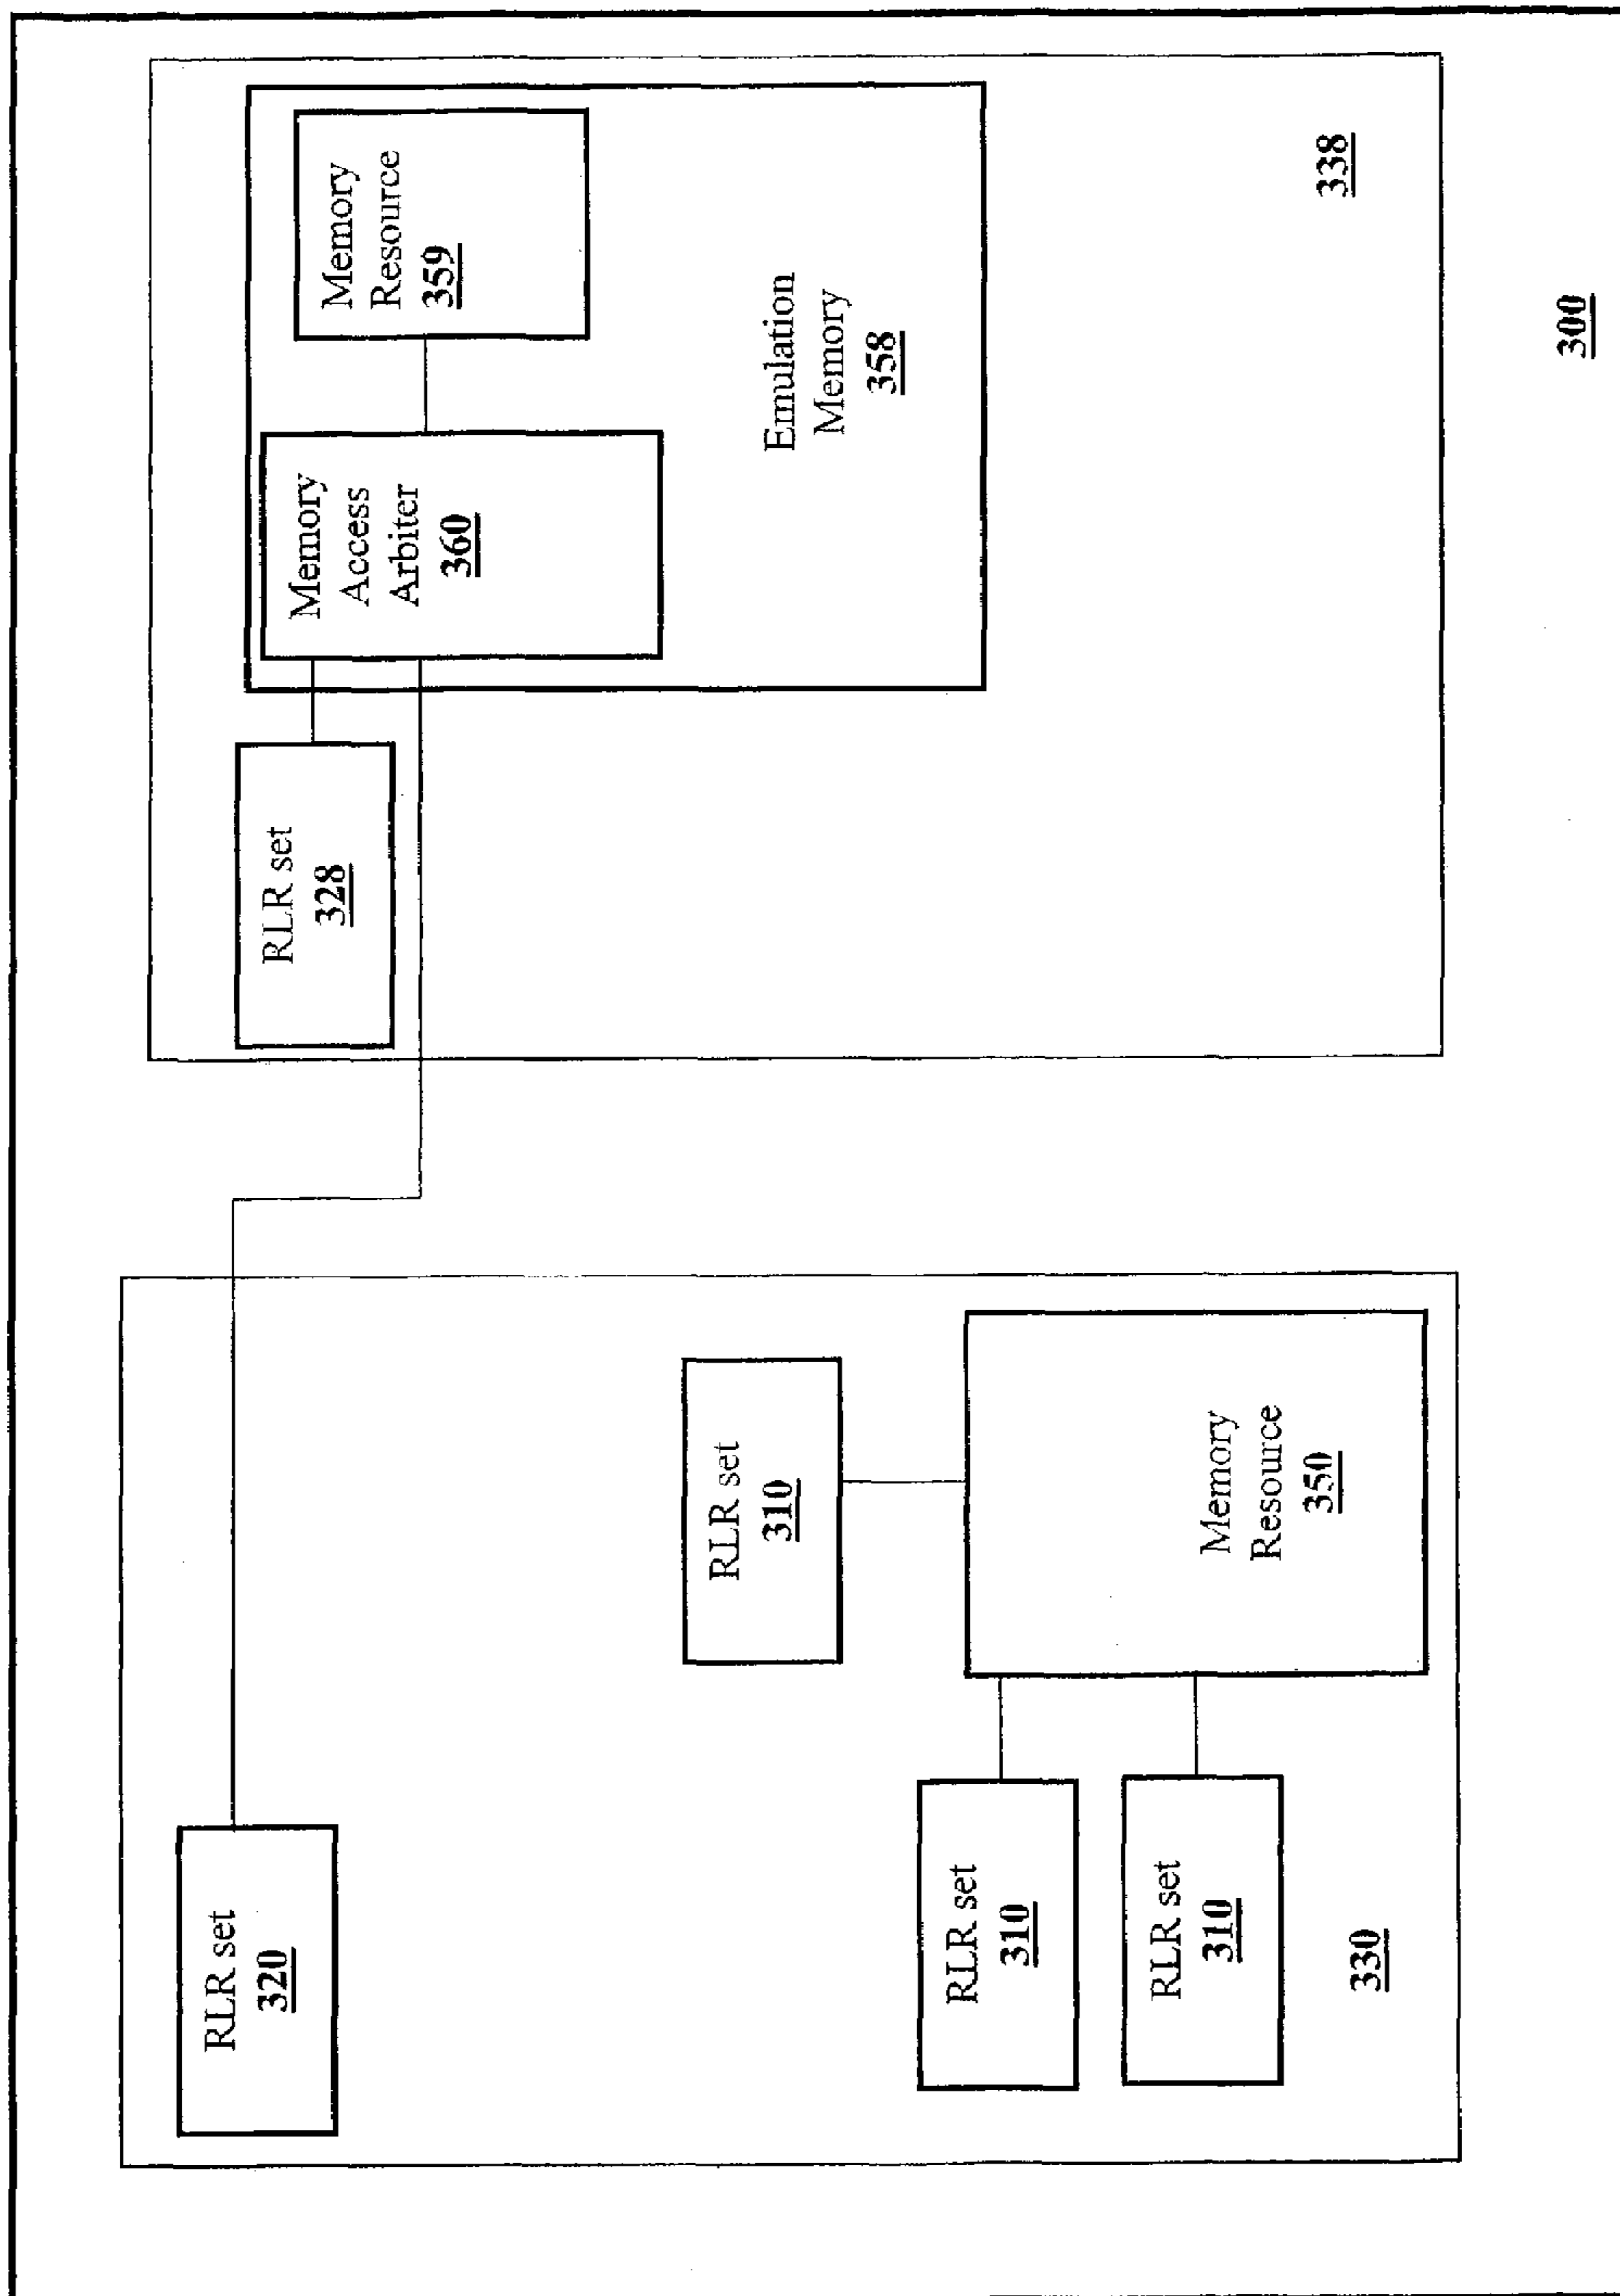 RLR set
320
RLR set
310
RLR set
310
RLR set
310
Memory
Resource
350
330
RLR set
328
Memory
Access
Arbiter
360
Memory
Resource
359
Emulation
Memory
358
338
300